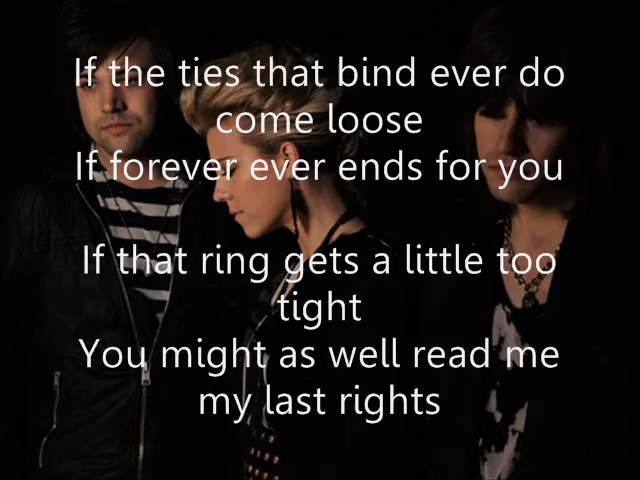 If the ties that bind ever do
come loose
If forever ever ends for you
If that ring gets a little too
tight
You might as well read me
my last rights